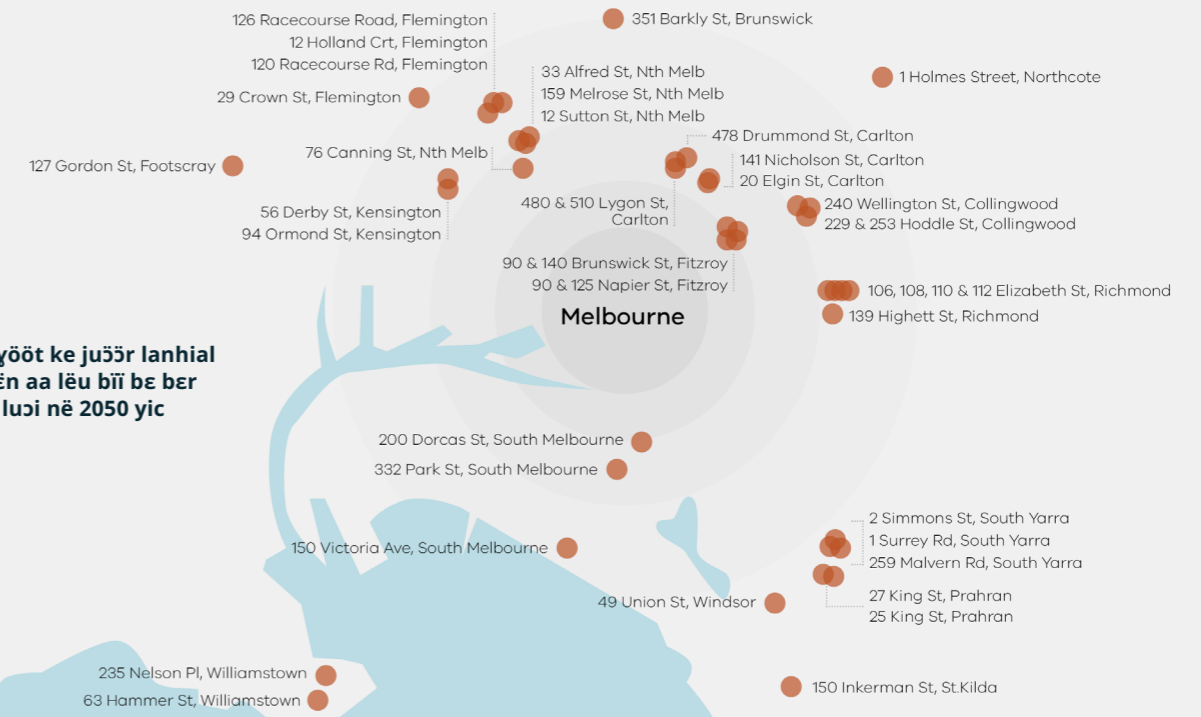 126 Racecourse Road, Flemington
12 Holland Crt, Flemington
120 Racecourse Rd, Flemington
29 Crown St, Flemington
351 Barkly St, Brunswick
1 Holmes Street, Northcote
33 Alfred St, Nth Melb
159 Melrose St, Nth Melb
12 Sutton St, Nth Melb
76 Canning St, Nth Melb
127 Gordon St, Footscray
478 Drummond St, Carlton
141 Nicholson St, Carlton
20 Elgin St, Carlton
480 & 510 Lygon St,
Carlton
56 Derby St, Kensington
94 Ormond St, Kensington
240 Wellington St, Collingwood
229 & 253 Hoddle St, Collingwood
90 & 140 Brunswick St, Fitzroy
90 & 125 Napier St, Fitzroy
106, 108, 110 & 112 Elizabeth St, Richmond
139 Highett St, Richmond
Melbourne
ɣööt ke juɔ̈ɔ̈r lanhial
ën aa lëu bïï bɛ bɛr
luɔi në 2050 yic
200 Dorcas St, South Melbourne
332 Park St, South Melbourne
150 Victoria Ave, South Melbourne
2 Simmons St, South Yarra
1 Surrey Rd, South Yarra
259 Malvern Rd, South Yarra
27 King St, Prahran
25 King St, Prahran
49 Union St, Windsor
235 Nelson Pl, Williamstown
63 Hammer St, Williamstown
150 Inkerman St, St.Kilda